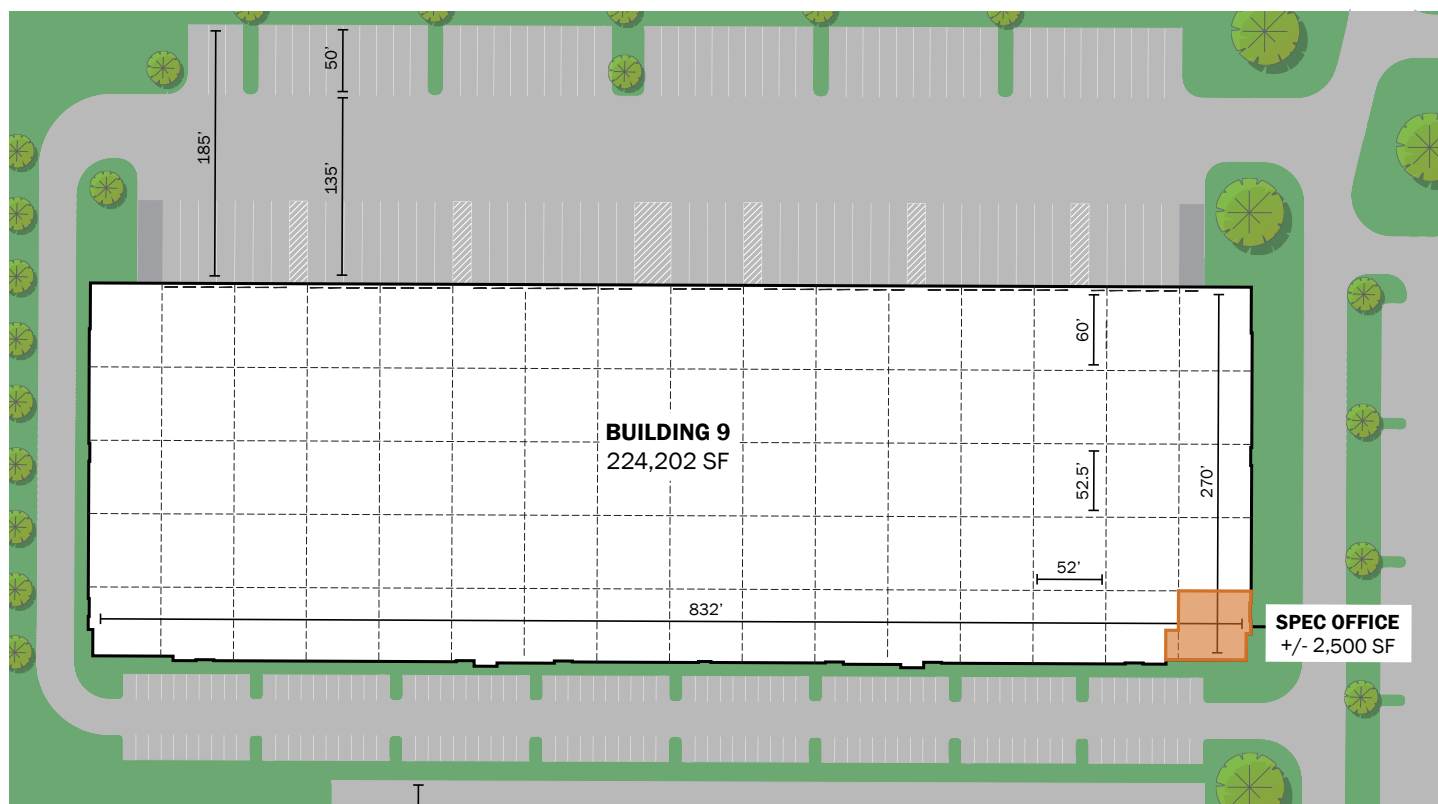 50'
185'
135'
60'
BUILDING 9
224,202 SF
52.5'
270'
52'
832'
SPEC OFFICE
+/- 2,500 SF